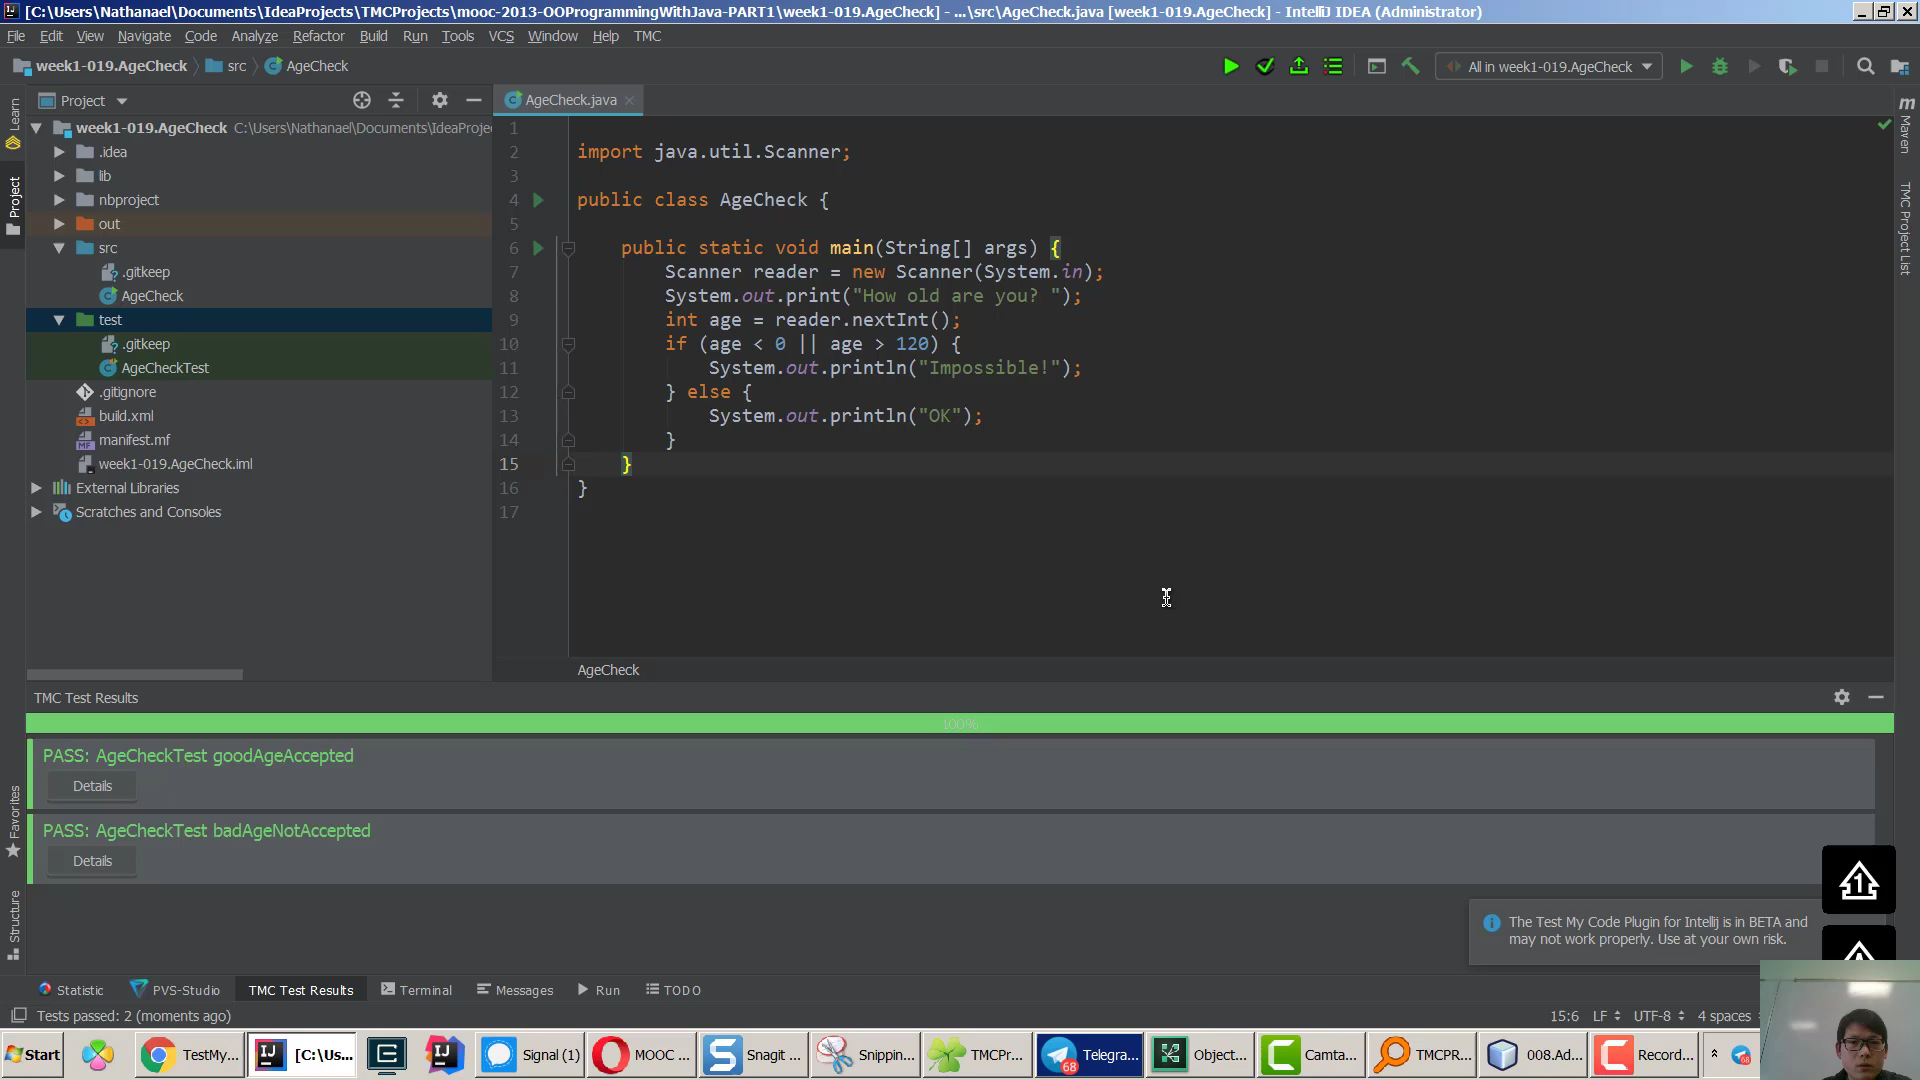 [C:\Users\Nathanael\Documents\IdeaProjects\TMCProjects\mooc-2013-OOProgrammingWithJava-PART1\week1-019.AgeCheck] - ...\src\AgeCheck.java [week1-019.AgeCheck] - IntelliJ IDEA (Administrator)
File Edit View Navigate Code Analyze Refactor Build Run Tools VCS Window Help TMC
week1-019.AgeCheck src AgeCheck All in week1-019.AgeCheck
Project
AgeCheck.java
week1-019.AgeCheck C:\Users\Nathanael\Documents\IdeaProje
.idea
lib
nbproject
out
src
.gitkeep
AgeCheck
test
.gitkeep
AgeCheckTest
.gitignore
build.xml
manifest.mf
week1-019.AgeCheck.iml
External Libraries
Scratches and Consoles
Learn
Project
Favorites
Structure
Maven
TMC Project List
1
2 import java.util.Scanner;
3
4 public class AgeCheck {
5
6 public static void main(String[] args) {
7 Scanner reader = new Scanner(System.in);
8 System.out.print("How old are you? ");
9 int age = reader.nextInt();
10 if (age < 0 || age > 120) {
11 System.out.println("Impossible!");
12 } else {
13 System.out.println("OK");
14 }
15 }
16 }
17
AgeCheck
TMC Test Results
100%
PASS: AgeCheckTest goodAgeAccepted
Details
PASS: AgeCheckTest badAgeNotAccepted
Details
The Test My Code Plugin for Intellij is in BETA and
may not work properly. Use at your own risk.
Statistic PVS-Studio TMC Test Results Terminal Messages Run TODO
Tests passed: 2 (moments ago) 15:6 LF UTF-8 4 spaces
Start TestMy... [C:\Us... Signal (1) MOOC ... Snagit ... Snippin... TMCPr... Telegra... 68 Object... Camta... TMCPR... 008.Ad... Record...